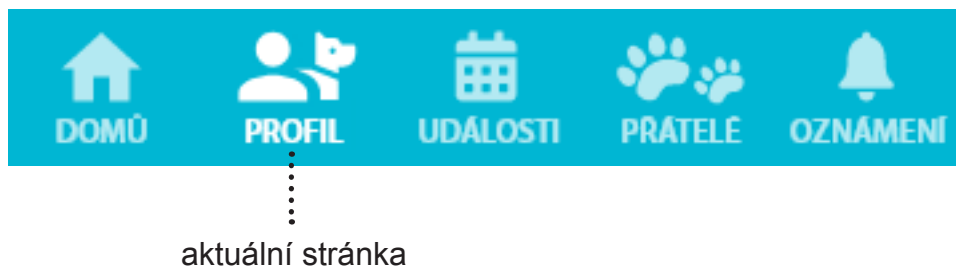 DOMŮ PROFIL UDÁLOSTI PŘÁTELÉ OZNÁMENÍ
aktuální stránka